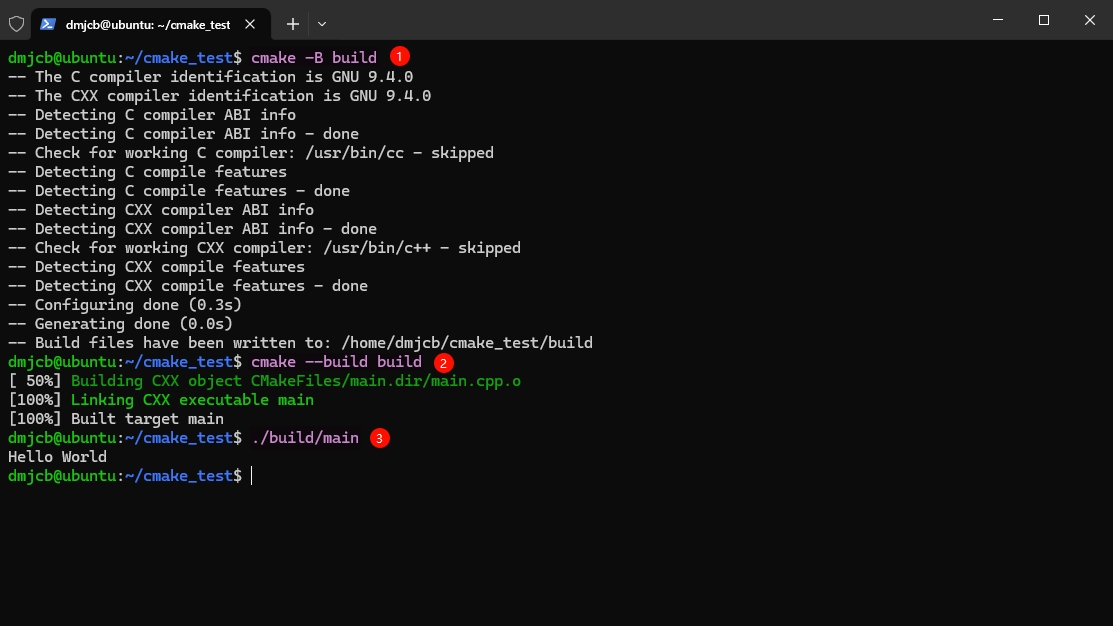 dmjcb@ubuntu: ~/cmake_test
dmjcb@ubuntu:~/cmake_test$ cmake -B build 1
-- The C compiler identification is GNU 9.4.0
-- The CXX compiler identification is GNU 9.4.0
-- Detecting C compiler ABI info
-- Detecting C compiler ABI info - done
-- Check for working C compiler: /usr/bin/cc - skipped
-- Detecting C compile features
-- Detecting C compile features - done
-- Detecting CXX compiler ABI info
-- Detecting CXX compiler ABI info - done
-- Check for working CXX compiler: /usr/bin/c++ - skipped
-- Detecting CXX compile features
-- Detecting CXX compile features - done
-- Configuring done (0.3s)
-- Generating done (0.0s)
-- Build files have been written to: /home/dmjcb/cmake_test/build
dmjcb@ubuntu:~/cmake_test$ cmake --build build 2
[ 50%] Building CXX object CMakeFiles/main.dir/main.cpp.o
[100%] Linking CXX executable main
[100%] Built target main
dmjcb@ubuntu:~/cmake_test$ ./build/main 3
Hello World
dmjcb@ubuntu:~/cmake_test$